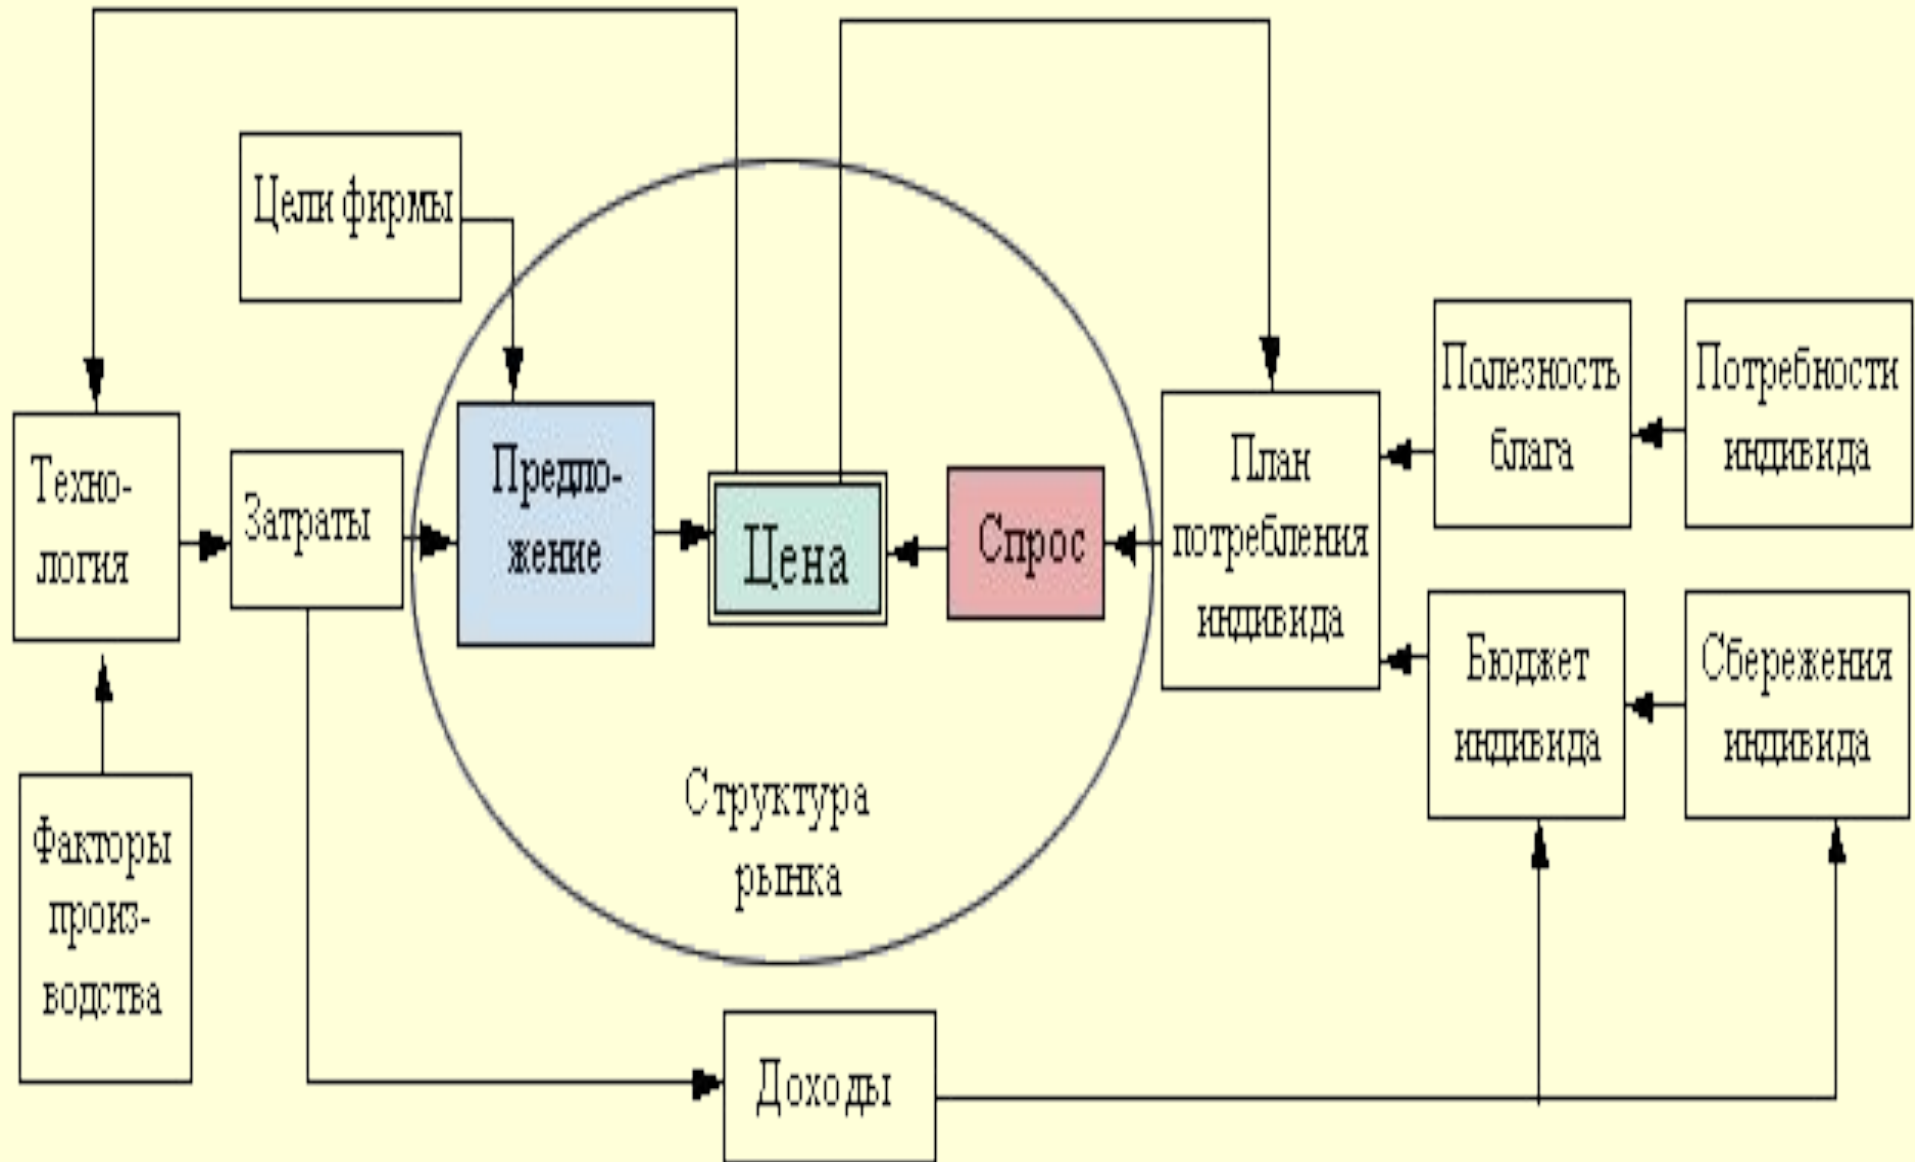 Цели фирмы
Техно-
логия
Затраты
Предло-
жение
Цена
Спрос
План
потребления
индивида
Полезность
блага
Потребности
индивида
Бюджет
индивида
Сбережения
индивида
Факторы
произ-
водства
Структура
рынка
Доходы